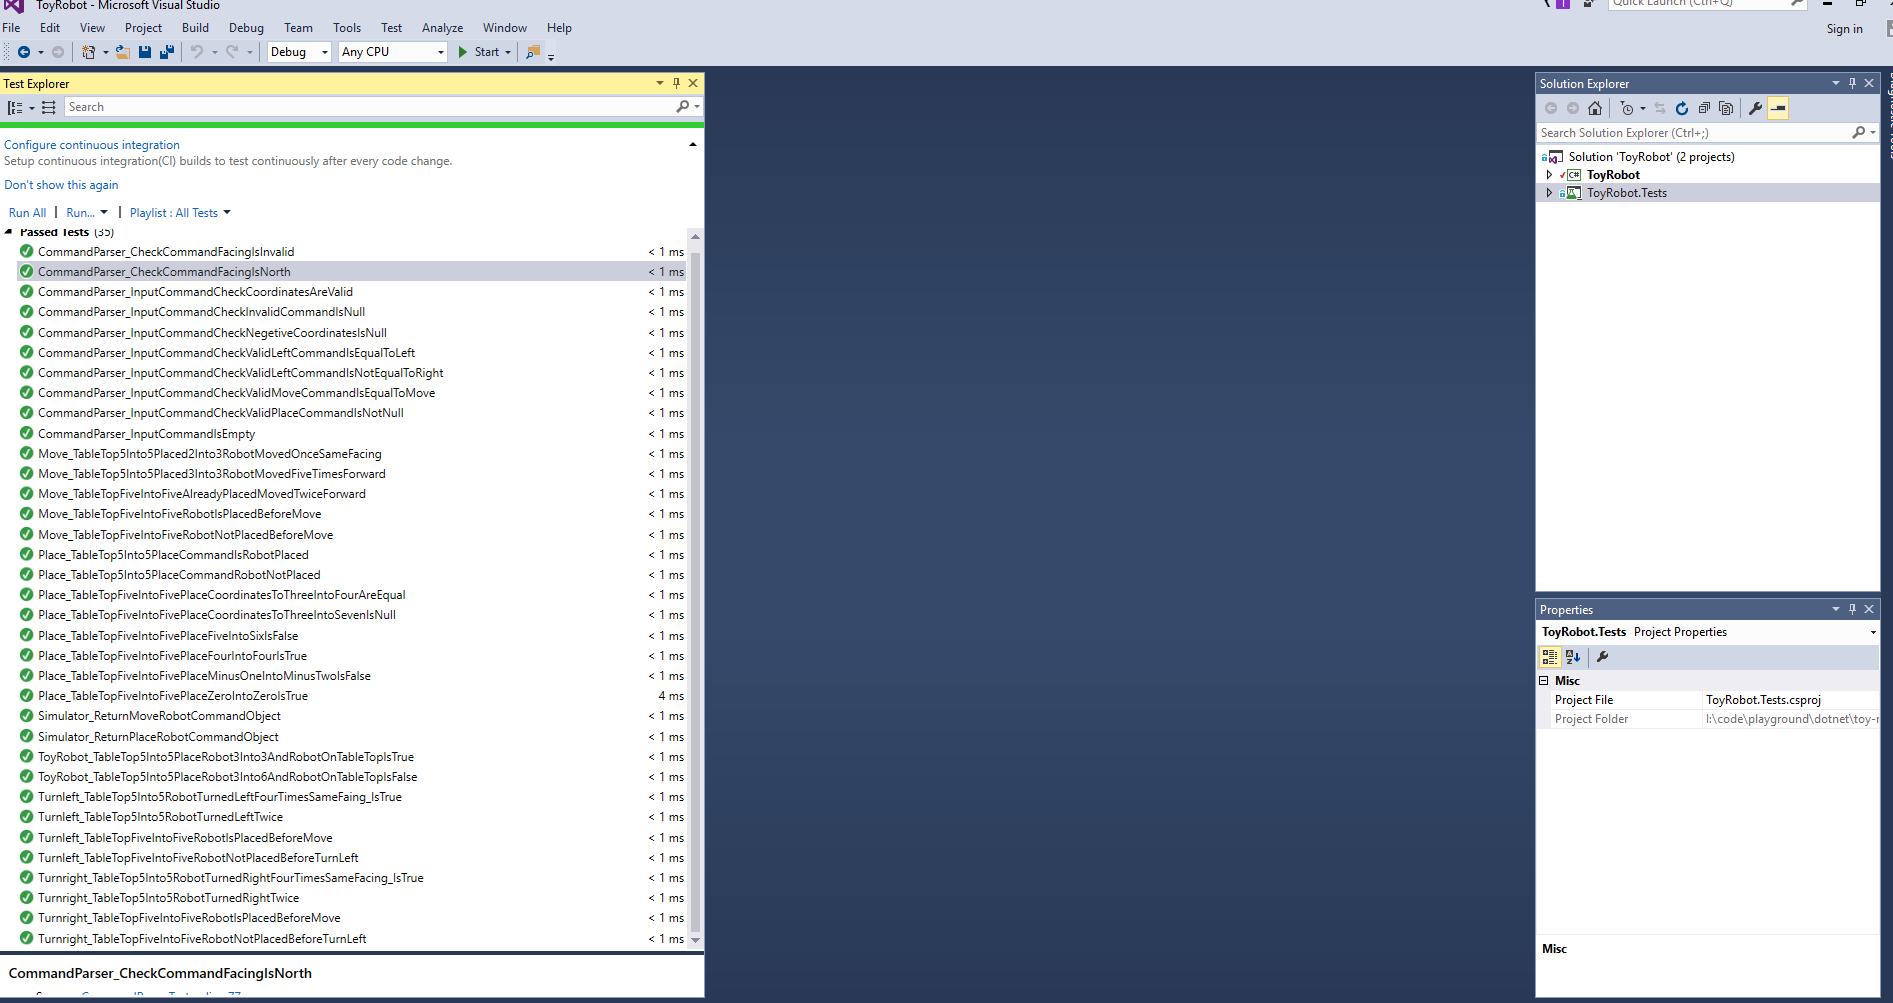 ToyRobot - Microsoft Visual Studio
Quick Launch (Ctrl+Q)
File Edit View Project Build Debug Team Tools Test Analyze Window Help
Sign in
Debug Any CPU Start
Test Explorer
Search
Configure continuous integration
Setup continuous integration(CI) builds to test continuously after every code change.
Don't show this again
Run All | Run... | Playlist : All Tests
Passed Tests (35)
CommandParser_CheckCommandFacingIsInvalid < 1 ms
CommandParser_CheckCommandFacingIsNorth < 1 ms
CommandParser_InputCommandCheckCoordinatesAreValid < 1 ms
CommandParser_InputCommandCheckInvalidCommandIsNull < 1 ms
CommandParser_InputCommandCheckNegetiveCoordinatesIsNull < 1 ms
CommandParser_InputCommandCheckValidLeftCommandIsEqualToLeft < 1 ms
CommandParser_InputCommandCheckValidLeftCommandIsNotEqualToRight < 1 ms
CommandParser_InputCommandCheckValidMoveCommandIsEqualToMove < 1 ms
CommandParser_InputCommandCheckValidPlaceCommandIsNotNull < 1 ms
CommandParser_InputCommandIsEmpty < 1 ms
Move_TableTop5Into5Placed2Into3RobotMovedOnceSameFacing < 1 ms
Move_TableTop5Into5Placed3Into3RobotMovedFiveTimesForward < 1 ms
Move_TableTopFiveIntoFiveAlreadyPlacedMovedTwiceForward < 1 ms
Move_TableTopFiveIntoFiveRobotIsPlacedBeforeMove < 1 ms
Move_TableTopFiveIntoFiveRobotNotPlacedBeforeMove < 1 ms
Place_TableTop5Into5PlaceCommandIsRobotPlaced < 1 ms
Place_TableTop5Into5PlaceCommandRobotNotPlaced < 1 ms
Place_TableTopFiveIntoFivePlaceCoordinatesToThreeIntoFourAreEqual < 1 ms
Place_TableTopFiveIntoFivePlaceCoordinatesToThreeIntoSevenIsNull < 1 ms
Place_TableTopFiveIntoFivePlaceFiveIntoSixIsFalse < 1 ms
Place_TableTopFiveIntoFivePlaceFourIntoFourIsTrue < 1 ms
Place_TableTopFiveIntoFivePlaceMinusOneIntoMinusTwoIsFalse < 1 ms
Place_TableTopFiveIntoFivePlaceZeroIntoZeroIsTrue 4 ms
Simulator_ReturnMoveRobotCommandObject < 1 ms
Simulator_ReturnPlaceRobotCommandObject < 1 ms
ToyRobot_TableTop5Into5PlaceRobot3Into3AndRobotOnTableTopIsTrue < 1 ms
ToyRobot_TableTop5Into5PlaceRobot3Into6AndRobotOnTableTopIsFalse < 1 ms
Turnleft_TableTop5Into5RobotTurnedLeftFourTimesSameFaing_IsTrue < 1 ms
Turnleft_TableTop5Into5RobotTurnedLeftTwice < 1 ms
Turnleft_TableTopFiveIntoFiveRobotIsPlacedBeforeMove < 1 ms
Turnleft_TableTopFiveIntoFiveRobotNotPlacedBeforeTurnLeft < 1 ms
Turnright_TableTop5Into5RobotTurnedRightFourTimesSameFacing_IsTrue < 1 ms
Turnright_TableTop5Into5RobotTurnedRightTwice < 1 ms
Turnright_TableTopFiveIntoFiveRobotIsPlacedBeforeMove < 1 ms
Turnright_TableTopFiveIntoFiveRobotNotPlacedBeforeTurnLeft < 1 ms
CommandParser_CheckCommandFacingIsNorth
Solution Explorer
Search Solution Explorer (Ctrl+;)
Solution 'ToyRobot' (2 projects)
C# ToyRobot
ToyRobot.Tests
Properties
ToyRobot.Tests Project Properties
Misc
Project File ToyRobot.Tests.csproj
Project Folder I:\code\playground\dotnet\toy-r
Misc